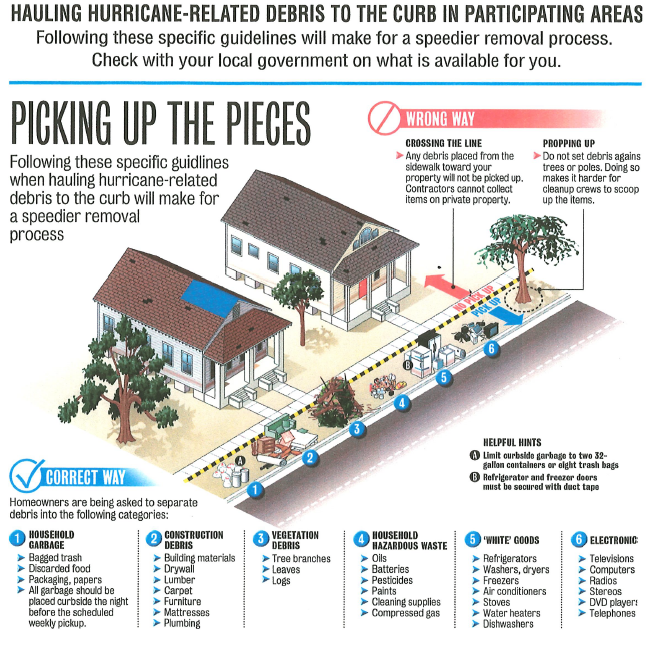 HAULING HURRICANE-RELATED DEBRIS TO THE CURB IN PARTICIPATING AREAS
Following these specific guidelines will make for a speedier removal process.
Check with your local government on what is available for you.
PICKING UP THE PIECES
Following these specific guidlines
when hauling hurricane-related
debris to the curb will make for
a speedier removal
process
WRONG WAY
CROSSING THE LINE
Any debris placed from the
sidewalk toward your
property will not be picked up.
Contractors cannot collect
items on private property.
PROPPING UP
Do not set debris agains
trees or poles. Doing so
makes it harder for
cleanup crews to scoop
up the items.
NO PICK UP
PICK UP
A
B
1
2
3
4
5
6
HELPFUL HINTS
A Limit curbside garbage to two 32-
gallon containers or eight trash bags
B Refrigerator and freezer doors
must be secured with duct tape
CORRECT WAY
Homeowners are being asked to separate
debris into the following categories:
1 HOUSEHOLD
GARBAGE
Bagged trash
Discarded food
Packaging, papers
All garbage should be
placed curbside the night
before the scheduled
weekly pickup.
2 CONSTRUCTION
DEBRIS
Building materials
Drywall
Lumber
Carpet
Furniture
Mattresses
Plumbing
3 VEGETATION
DEBRIS
Tree branches
Leaves
Logs
4 HOUSEHOLD
HAZARDOUS WASTE
Oils
Batteries
Pesticides
Paints
Cleaning supplies
Compressed gas
5 'WHITE' GOODS
Refrigerators
Washers, dryers
Freezers
Air conditioners
Stoves
Water heaters
Dishwashers
6 ELECTRONIC
Televisions
Computers
Radios
Stereos
DVD players
Telephones